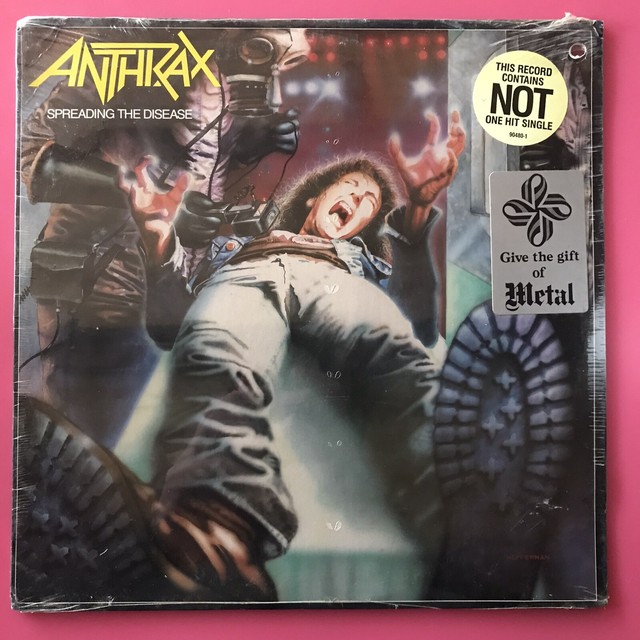 ANTHRAX
SPREADING THE DISEASE
THIS RECORD
CONTAINS
NOT
ONE HIT SINGLE
90480-1
Give the gift
of
Metal